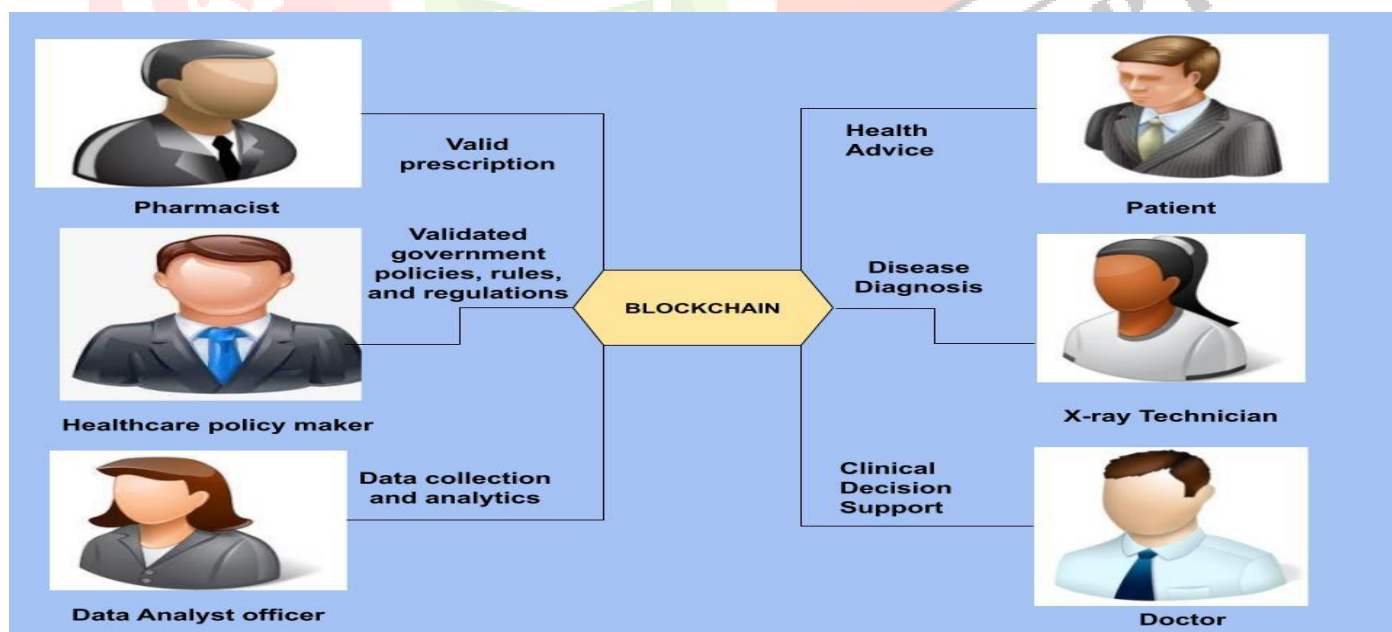 Valid
prescription
Pharmacist
Validated
government
policies, rules,
and regulations
Healthcare policy maker
Data collection
and analytics
Data Analyst officer
BLOCKCHAIN
Health
Advice
Patient
Disease
Diagnosis
X-ray Technician
Clinical
Decision
Support
Doctor